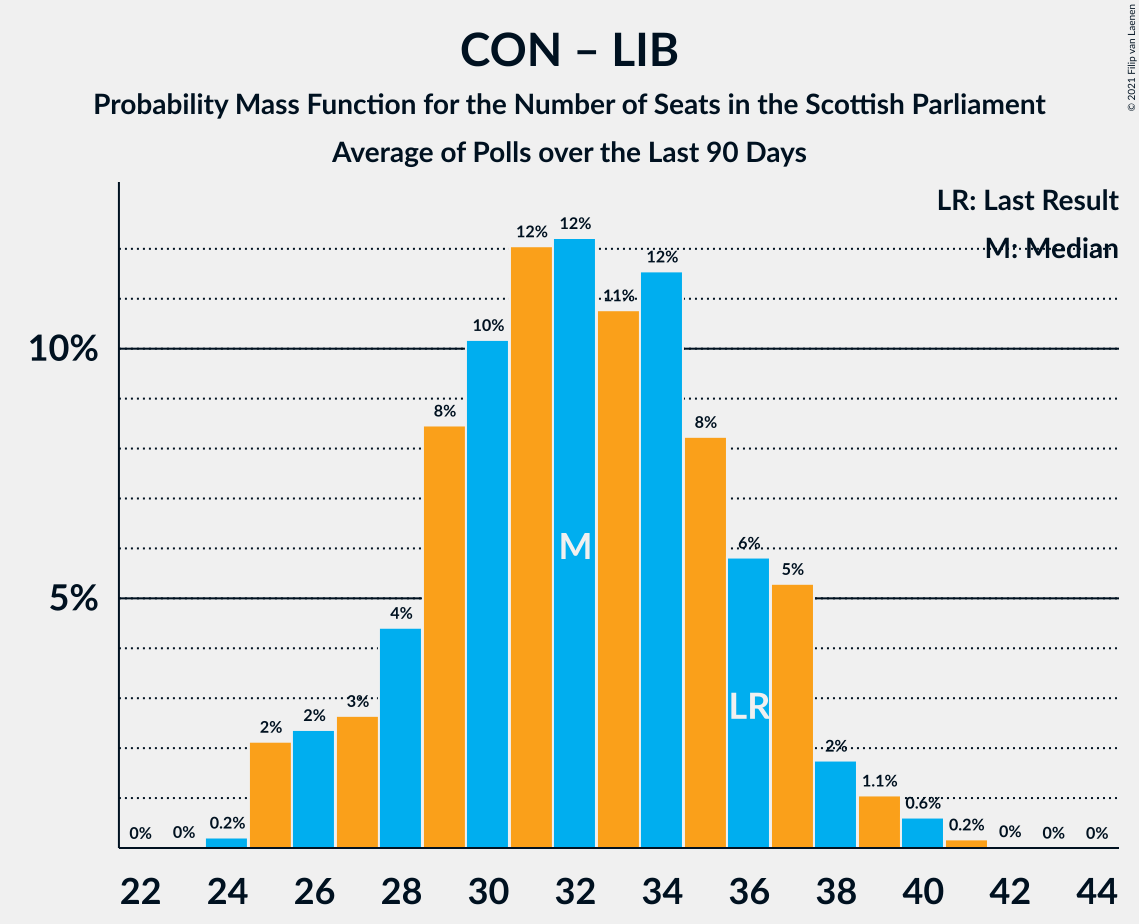 CON – LIB
Probability Mass Function for the Number of Seats in the Scottish Parliament
Average of Polls over the Last 90 Days
© 2021 Filip van Laenen
LR: Last Result
M: Median
10%
5%
0% 0% 0.2% 2% 2% 3% 4% 8% 10% 12% 12% 11% 12% 8% 6% 5% 2% 1.1% 0.6% 0.2% 0% 0% 0%
M
LR
22 24 26 28 30 32 34 36 38 40 42 44